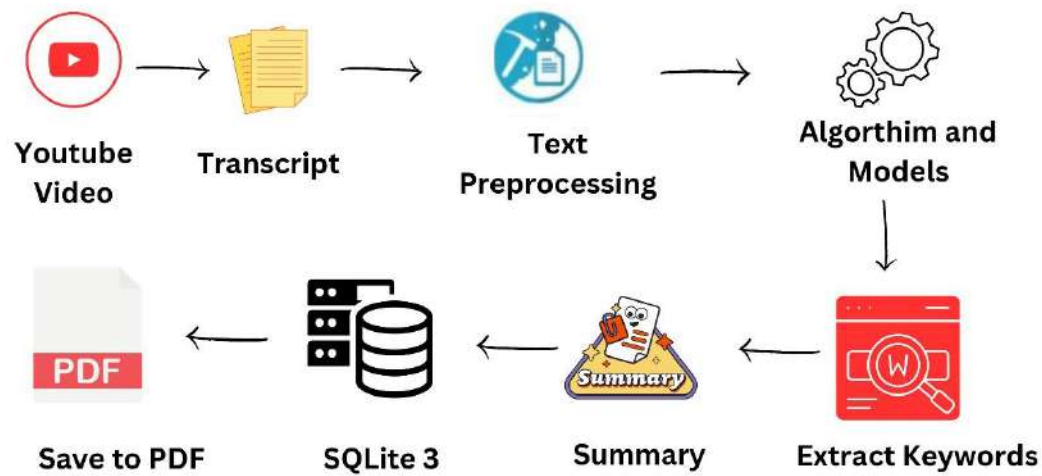 Youtube
Video
Transcript
Text
Preprocessing
Algorthim and
Models
W
Extract Keywords
Summary
Summary
SQLite 3
PDF
Save to PDF